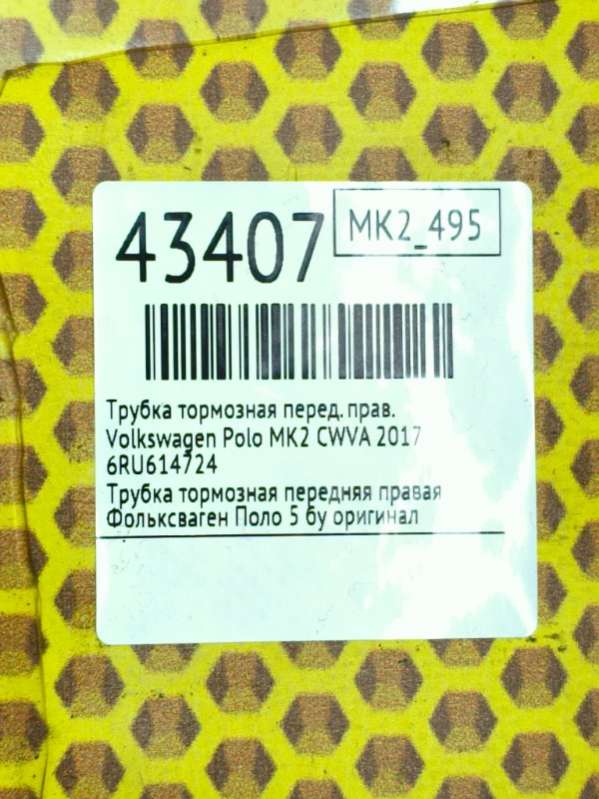 43407
MK2_495
Трубка тормозная перед. прав.
Volkswagen Polo MK2 CWVA 2017
6RU614724
Трубка тормозная передняя правая
Фольксваген Поло 5 бу оригинал